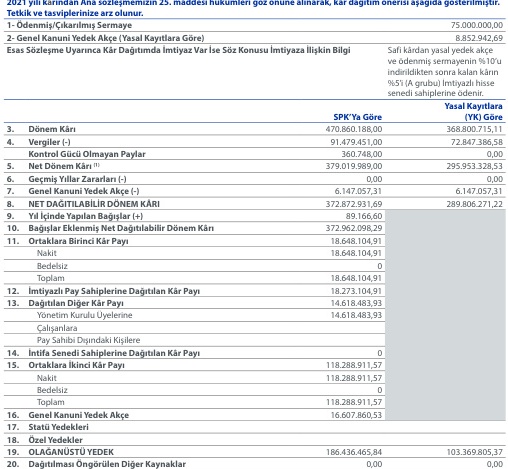 2021 yılı kârından Ana sözleşmemizin 25. maddesi hükümleri göz önüne alınarak, kar dağıtım önerisi aşağıda gösterilmiştir.
Tetkik ve tasviplerinize arz olunur.
1- Ödenmiş/Çıkarılmış Sermaye 75.000.000,00
2- Genel Kanuni Yedek Akçe (Yasal Kayıtlara Göre) 8.852.942,69
Esas Sözleşme Uyarınca Kâr Dağıtımda İmtiyaz Var İse Söz Konusu İmtiyaza İlişkin Bilgi Safi kârdan yasal yedek akçe
ve ödenmiş sermayenin %10'u
indirildikten sonra kalan kârın
%5'i (A grubu) İmtiyazlı hisse
senedi sahiplerine ödenir.
SPK'Ya Göre Yasal Kayıtlara
(YK) Göre
3. Dönem Kârı 470.860.188,00 368.800.715,11
4. Vergiler (-) 91.479.451,00 72.847.386,58
Kontrol Gücü Olmayan Paylar 360.748,00 0,00
5. Net Dönem Kârı (1) 379.019.989,00 295.953.328,53
6. Geçmiş Yıllar Zararları (-) 0,00 0,00
7. Genel Kanuni Yedek Akçe (-) 6.147.057,31 6.147.057,31
8. NET DAĞITILABİLİR DÖNEM KÂRI 372.872.931,69 289.806.271,22
9. Yıl İçinde Yapılan Bağışlar (+) 89.166,60
10. Bağışlar Eklenmiş Net Dağıtılabilir Dönem Kârı 372.962.098,29
11. Ortaklara Birinci Kâr Payı 18.648.104,91
Nakit 18.648.104,91
Bedelsiz 0
Toplam 18.648.104,91
12. İmtiyazlı Pay Sahiplerine Dağıtılan Kâr Payı 18.273.104,91
13. Dağıtılan Diğer Kâr Payı 14.618.483,93
Yönetim Kurulu Üyelerine 14.618.483,93
Çalışanlara
Pay Sahibi Dışındaki Kişilere
14. İntifa Senedi Sahiplerine Dağıtılan Kâr Payı 0
15. Ortaklara İkinci Kâr Payı 118.288.911,57
Nakit 118.288.911,57
Bedelsiz 0
Toplam 118.288.911,57
16. Genel Kanuni Yedek Akçe 16.607.860,53
17. Statü Yedekleri
18. Özel Yedekler
19. OLAĞANÜSTÜ YEDEK 186.436.465,84 103.369.805,37
20. Dağıtılması Öngörülen Diğer Kaynaklar 0,00 0,00